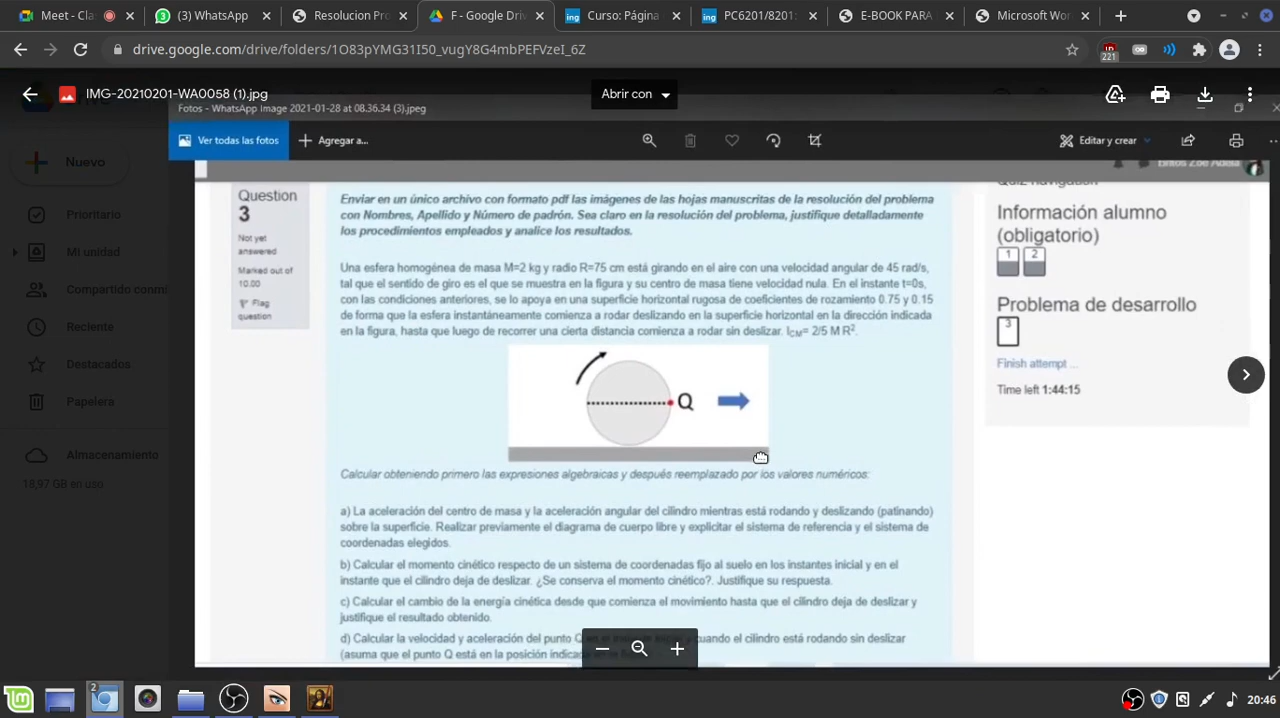 Meet - Cla
(3) WhatsApp
Resolucion Pro
F - Google Driv
Curso: Página
PC6201/8201:
E-BOOK PARA
Microsoft Wor
drive.google.com/drive/folders/1O83pYMG31I50_vugY8G4mbPEFVzeI_6Z
221
IMG-20210201-WA0058 (1).jpg
Abrir con
Fotos - WhatsApp Image 2021-01-28 at 08.36.34 (3).jpeg
Ver todas las fotos
Agregar a...
Editar y crear
Nuevo
Prioritario
Mi unidad
Compartido conmi
Reciente
Destacados
Papelera
Almacenamiento
18,97 GB en uso
Question
3
Not yet
answered
Marked out of
10.00
Flag
question
Enviar en un único archivo con formato pdf las imágenes de las hojas manuscritas de la resolución del problema
con Nombres, Apellido y Número de padrón. Sea claro en la resolución del problema, justifique detalladamente
los procedimientos empleados y analice los resultados.
Una esfera homogénea de masa M=2 kg y radio R=75 cm está girando en el aire con una velocidad angular de 45 rad/s,
tal que el sentido de giro es el que se muestra en la figura y su centro de masa tiene velocidad nula. En el instante t=0s,
con las condiciones anteriores, se lo apoya en una superficie horizontal rugosa de coeficientes de rozamiento 0.75 y 0.15
de forma que la esfera instantáneamente comienza a rodar deslizando en la superficie horizontal en la dirección indicada
en la figura, hasta que luego de recorrer una cierta distancia comienza a rodar sin deslizar. I_CM= 2/5 M R².
Q
Calcular obteniendo primero las expresiones algebraicas y después reemplazado por los valores numéricos:
a) La aceleración del centro de masa y la aceleración angular del cilindro mientras está rodando y deslizando (patinando)
sobre la superficie. Realizar previamente el diagrama de cuerpo libre y explicitar el sistema de referencia y el sistema de
coordenadas elegidos.
b) Calcular el momento cinético respecto de un sistema de coordenadas fijo al suelo en los instantes inicial y en el
instante que el cilindro deja de deslizar. ¿Se conserva el momento cinético?. Justifique su respuesta.
c) Calcular el cambio de la energía cinética desde que comienza el movimiento hasta que el cilindro deja de deslizar y
justifique el resultado obtenido.
d) Calcular la velocidad y aceleración del punto Q cuando el cilindro está rodando sin deslizar
(asuma que el punto Q está en la posición
Quiz navigation
Información alumno
(obligatorio)
1 2
Problema de desarrollo
3
Finish attempt ...
Time left 1:44:15
2
20:46